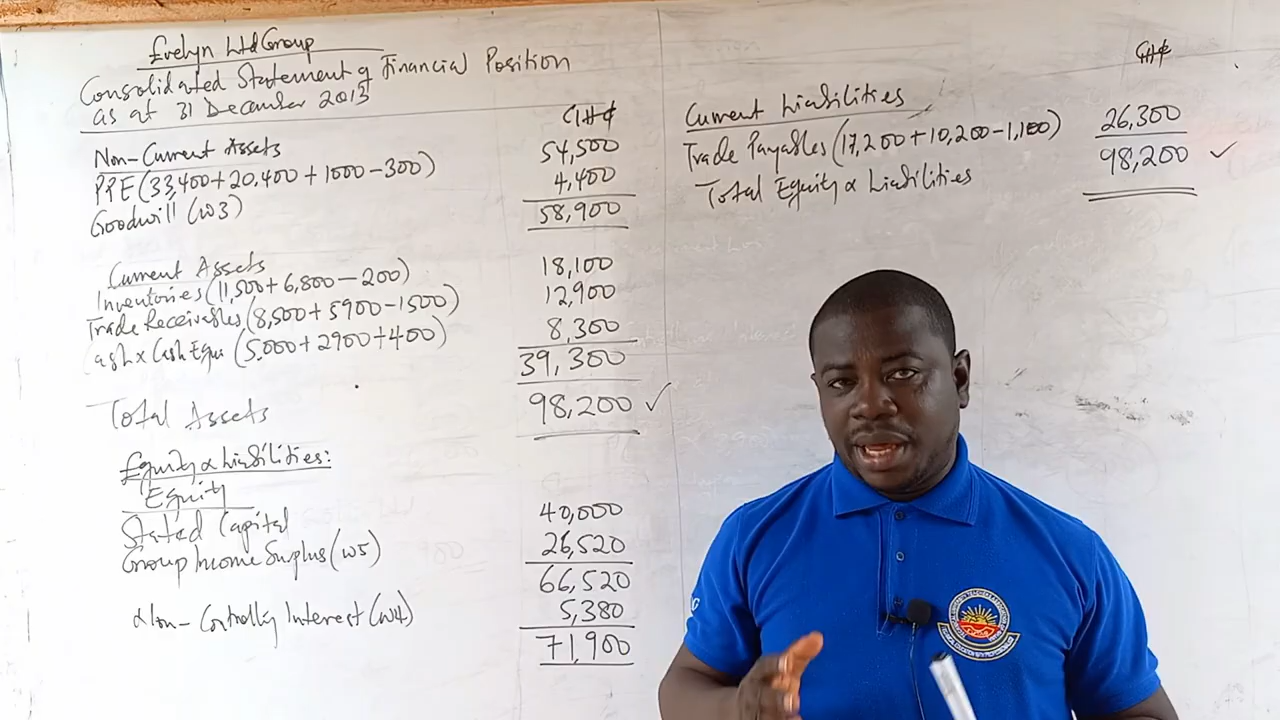 Evelyn Ltd Group
Consolidated Statement of Financial Position
as at 31 December 2013
GH¢
Non-Current Assets
PPE (33,400+20,400+1000-300) 54,500
Goodwill (W3) 4,400
58,900
Current Assets
Inventories (11,500+6,800-200) 18,100
Trade Receivables (8,500+5900-1500) 12,900
Cash & Cash Equi (5,000+2900+400) 8,300
39,300
Total Assets 98,200 ✓
Equity & Liabilities:
Equity
Stated Capital 40,000
Group Income Surplus (W5) 26,520
66,520
Non-Controlling Interest (W4) 5,380
71,900
GH¢
Current Liabilities
Trade Payables (17,200+10,200-1,100) 26,300
Total Equity & Liabilities 98,200 ✓